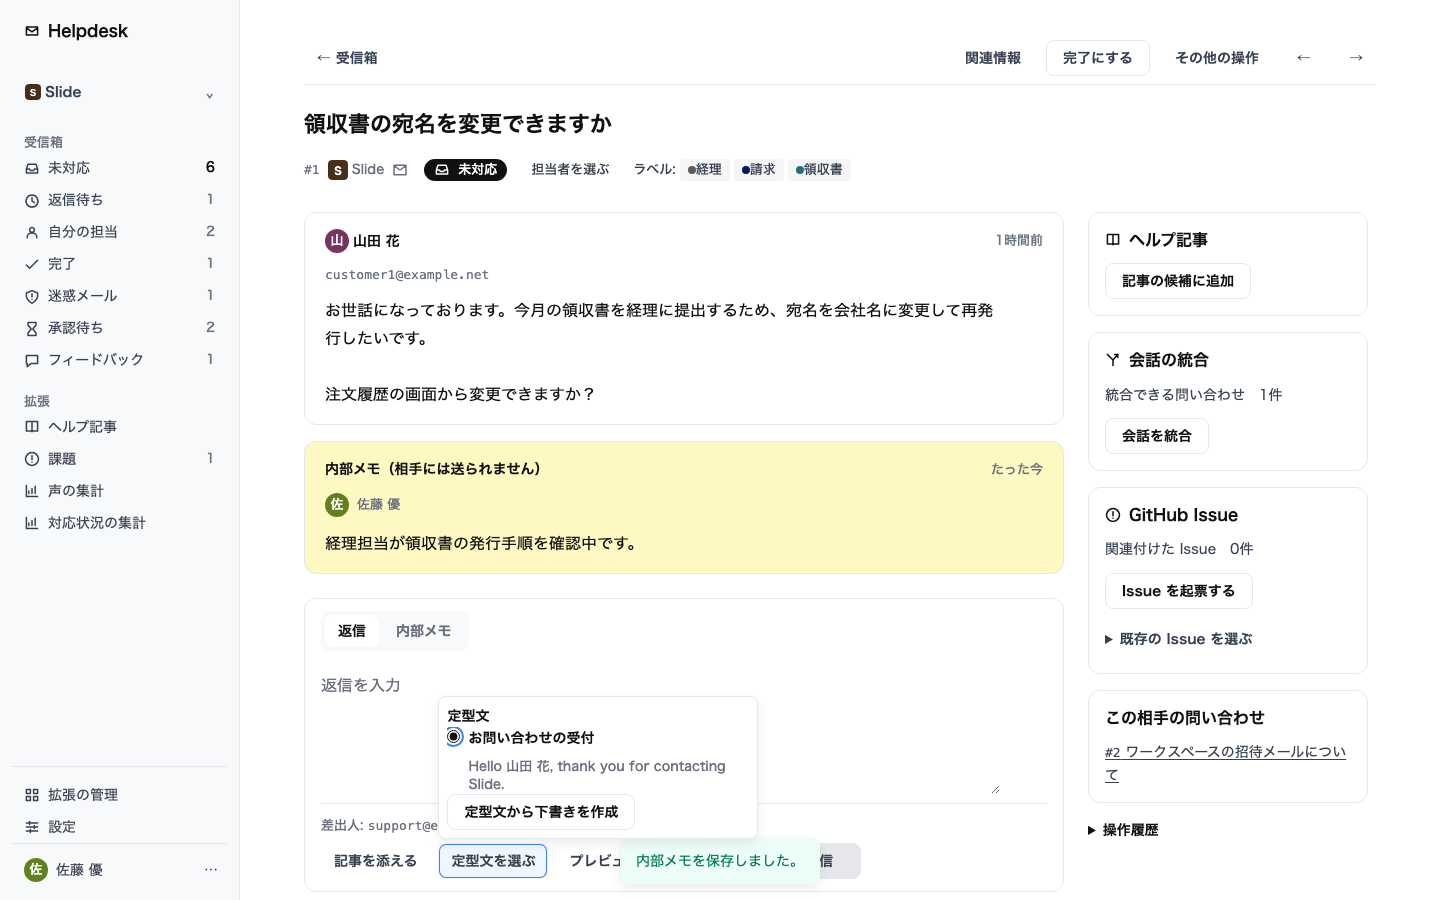 Helpdesk
S Slide
受信箱
未対応 6
返信待ち 1
自分の担当 2
完了 1
迷惑メール 1
承認待ち 2
フィードバック 1
拡張
ヘルプ記事
課題 1
声の集計
対応状況の集計
拡張の管理
設定
佐 佐藤 優 …
← 受信箱
関連情報 完了にする その他の操作 ← →
領収書の宛名を変更できますか
#1 S Slide 未対応 担当者を選ぶ ラベル: 経理 請求 領収書
山 山田 花 1時間前
customer1@example.net
お世話になっております。今月の領収書を経理に提出するため、宛名を会社名に変更して再発
行したいです。
注文履歴の画面から変更できますか？
内部メモ（相手には送られません） たった今
佐 佐藤 優
経理担当が領収書の発行手順を確認中です。
返信 内部メモ
返信を入力
定型文
お問い合わせの受付
Hello 山田 花, thank you for contacting
Slide.
定型文から下書きを作成
差出人: support@e
記事を添える 定型文を選ぶ プレビュ 内部メモを保存しました。 信
ヘルプ記事
記事の候補に追加
会話の統合
統合できる問い合わせ 1件
会話を統合
GitHub Issue
関連付けた Issue 0件
Issue を起票する
▶ 既存の Issue を選ぶ
この相手の問い合わせ
#2 ワークスペースの招待メールについ
て
▶ 操作履歴